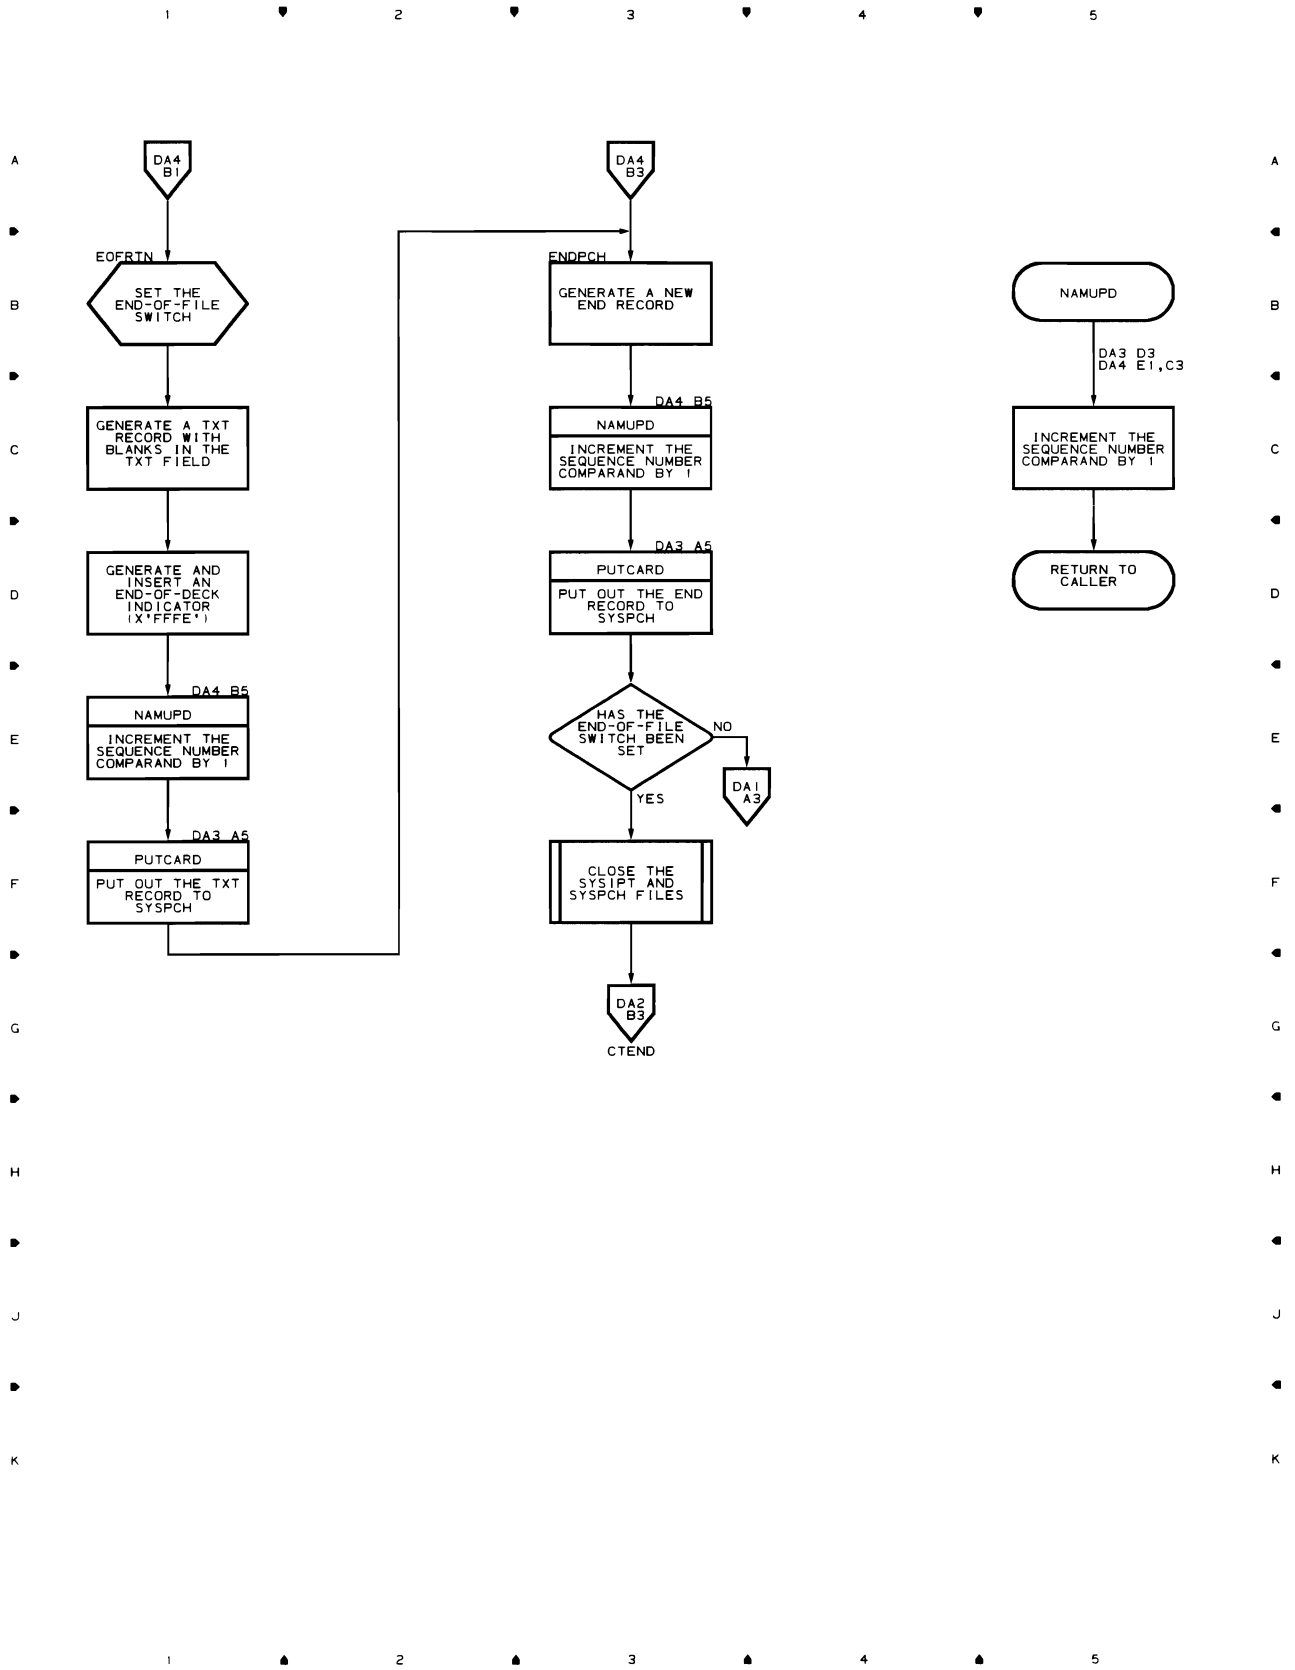 1 2 3 4 5
A
DA4
B1
EOFRTN
SET THE
END-OF-FILE
SWITCH
GENERATE A TXT
RECORD WITH
BLANKS IN THE
TXT FIELD
GENERATE AND
INSERT AN
END-OF-DECK
INDICATOR
(X'FFFE')
DA4 B5
NAMUPD
INCREMENT THE
SEQUENCE NUMBER
COMPARAND BY 1
DA3 A5
PUTCARD
PUT OUT THE TXT
RECORD TO
SYSPCH
DA4
B3
ENDPCH
GENERATE A NEW
END RECORD
DA4 B5
NAMUPD
INCREMENT THE
SEQUENCE NUMBER
COMPARAND BY 1
DA3 A5
PUTCARD
PUT OUT THE END
RECORD TO
SYSPCH
HAS THE
END-OF-FILE
SWITCH BEEN
SET
NO
DA1
A3
YES
CLOSE THE
SYSIPT AND
SYSPCH FILES
DA2
B3
CTEND
NAMUPD
DA3 D3
DA4 E1,C3
INCREMENT THE
SEQUENCE NUMBER
COMPARAND BY 1
RETURN TO
CALLER
A
B
B
C
C
D
D
E
E
F
F
G
G
H
H
J
J
K
K
1 2 3 4 5